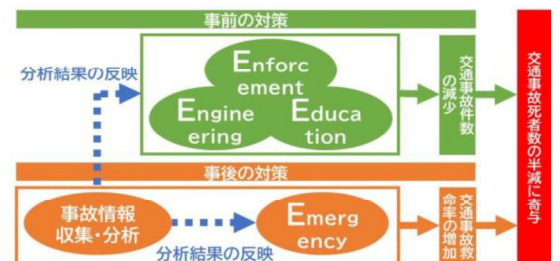 事前の対策
分析結果の反映
Enforc
ement
Engine
ering
Educa
tion
交通事故件数
の減少
事後の対策
事故情報
収集・分析
分析結果の反映
Emerg
ency
交通事故救
命率の増加
交通事故死者数の半減に寄与